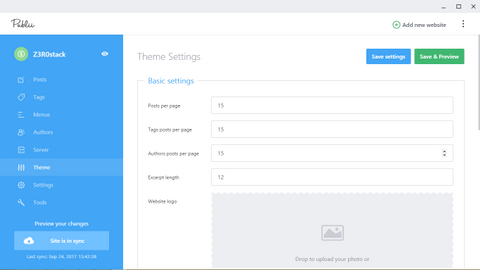 Publii
Add new website
Z3R0stack
Theme Settings
Save settings
Save & Preview
Posts
Tags
Menus
Authors
Server
Theme
Settings
Tools
Preview your changes
Site is in sync
Last sync: Sep 24, 2017 15:42:38
Basic settings
Posts per page
15
Tags posts per page
15
Authors posts per page
15
Excerpt length
12
Website logo
Drop to upload your photo or